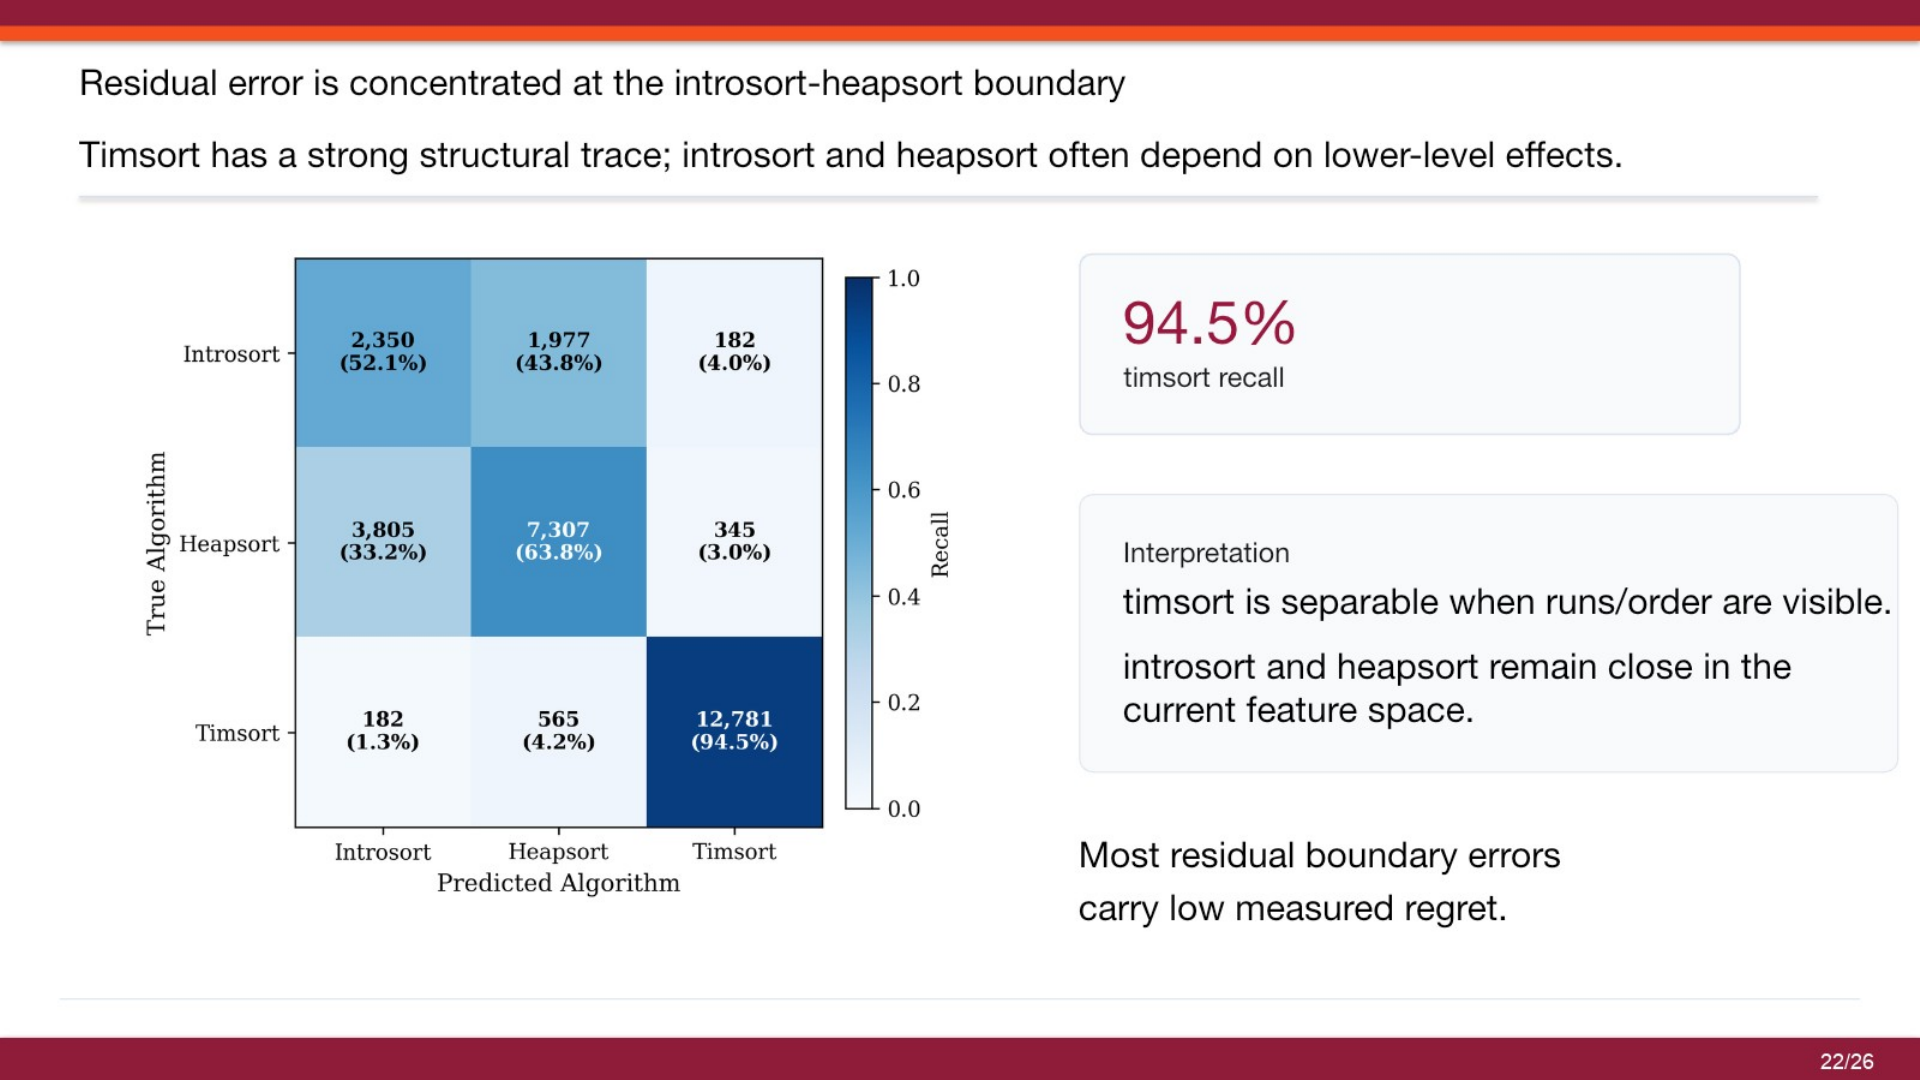 Residual error is concentrated at the introsort-heapsort boundary
Timsort has a strong structural trace; introsort and heapsort often depend on lower-level effects.
True Algorithm
Introsort
2,350
(52.1%)
1,977
(43.8%)
182
(4.0%)
Heapsort
3,805
(33.2%)
7,307
(63.8%)
345
(3.0%)
Timsort
182
(1.3%)
565
(4.2%)
12,781
(94.5%)
Introsort
Heapsort
Timsort
Predicted Algorithm
1.0
0.8
0.6
0.4
0.2
0.0
Recall
94.5%
timsort recall
Interpretation
timsort is separable when runs/order are visible.
introsort and heapsort remain close in the
current feature space.
Most residual boundary errors
carry low measured regret.
22/26